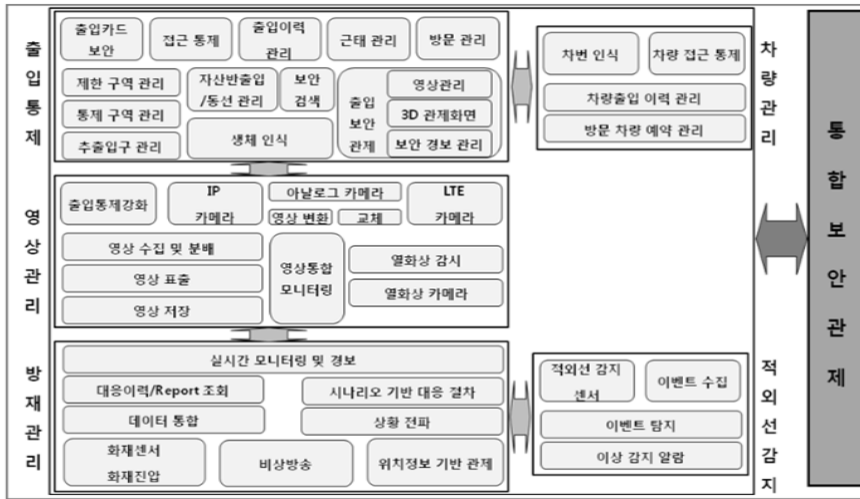 출입통제
출입카드
보안
접근 통제
출입이력
관리
근태 관리
방문 관리
제한 구역 관리
통제 구역 관리
추출입구 관리
자산반출입
/동선 관리
보안
검색
생체 인식
출입
보안
관제
영상관리
3D 관제화면
보안 경보 관리
차량관리
차번 인식
차량 접근 통제
차량출입 이력 관리
방문 차량 예약 관리
영상관리
출입통제강화
IP
카메라
아날로그 카메라
영상 변환
교체
LTE
카메라
영상 수집 및 분배
영상 표출
영상 저장
영상통합
모니터링
열화상 감시
열화상 카메라
방재관리
실시간 모니터링 및 경보
대응이력/Report 조회
시나리오 기반 대응 절차
데이터 통합
상황 전파
화재센서
화재진압
비상방송
위치정보 기반 관제
적외선감지
적외선 감지
센서
이벤트 수집
이벤트 탐지
이상 감지 알람
통합보안관제